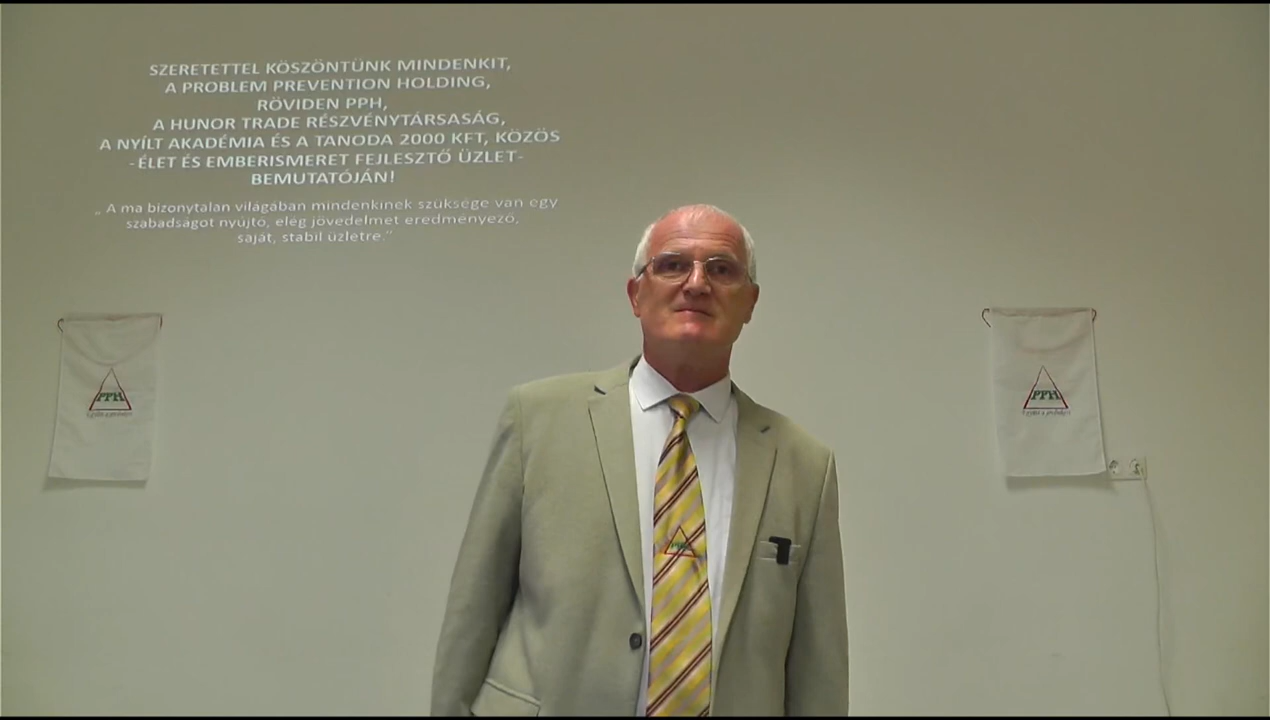 SZERETETTEL KÖSZÖNTÜNK MINDENKIT,
A PROBLEM PREVENTION HOLDING,
RÖVIDEN PPH,
A HUNOR TRADE RÉSZVÉNYTÁRSASÁG,
A NYÍLT AKADÉMIA ÉS A TANODA 2000 KFT, KÖZÖS
-ÉLET ÉS EMBERISMERET FEJLESZTŐ ÜZLET-
BEMUTATÓJÁN!
„ A ma bizonytalan világában mindenkinek szüksége van egy
szabadságot nyújtó, elég jövedelmet eredményező,
saját, stabil üzletre.”
PPH
PPH
PPH